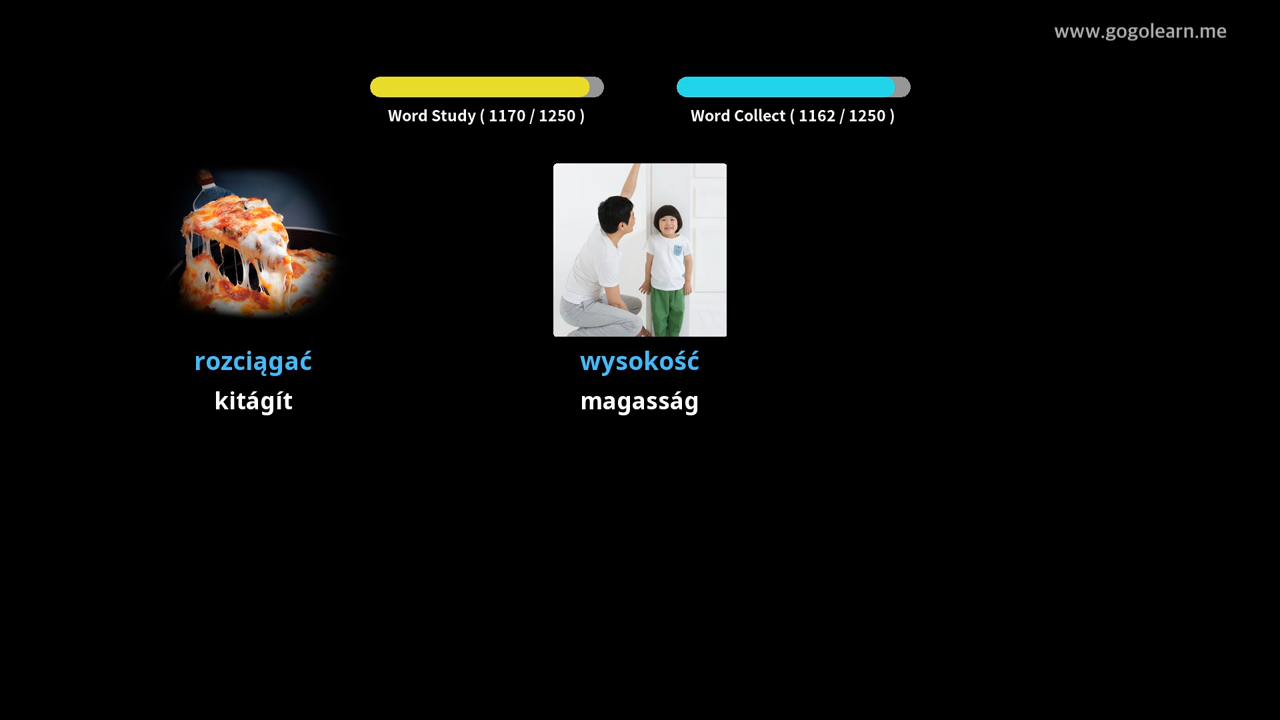 www.gogolearn.me
Word Study ( 1170 / 1250 )
Word Collect ( 1162 / 1250 )
rozciągać
kitágít
wysokość
magasság